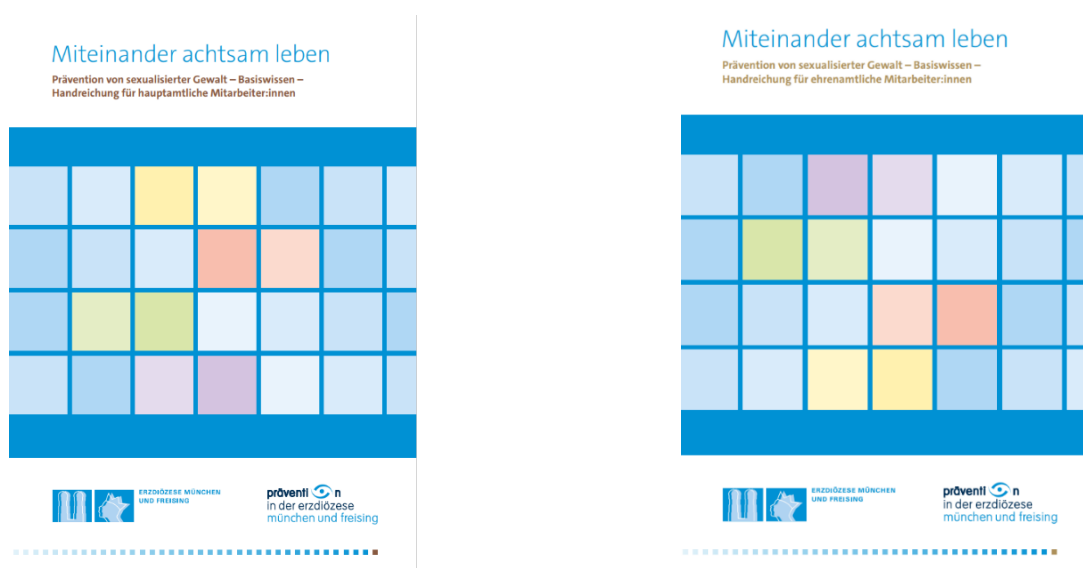 Miteinander achtsam leben
Prävention von sexualisierter Gewalt – Basiswissen –
Handreichung für hauptamtliche Mitarbeiter:innen
ERZDIÖZESE MÜNCHEN
UND FREISING
präventi n
in der erzdiözese
münchen und freising
Miteinander achtsam leben
Prävention von sexualisierter Gewalt – Basiswissen –
Handreichung für ehrenamtliche Mitarbeiter:innen
ERZDIÖZESE MÜNCHEN
UND FREISING
präventi n
in der erzdiözese
münchen und freising